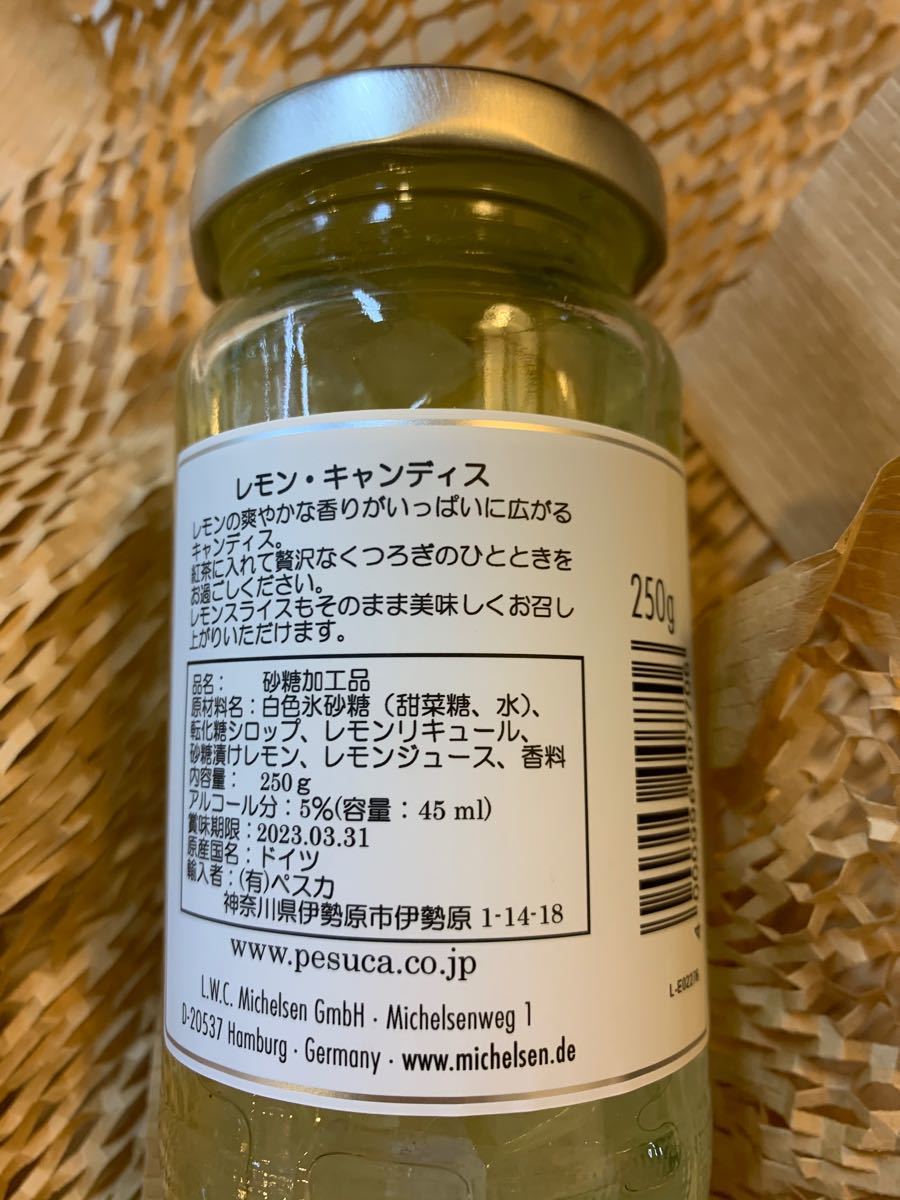 レモン・キャンディス
レモンの爽やかな香りがいっぱいに広がる
キャンディス。
紅茶に入れて贅沢なくつろぎのひとときを
お過ごしください。
レモンスライスもそのまま美味しくお召し
上がりいただけます。
品名： 砂糖加工品
原材料名：白色氷砂糖（甜菜糖、水）、
転化糖シロップ、レモンリキュール、
砂糖漬けレモン、レモンジュース、香料
内容量： 250g
アルコール分：5%(容量：45 ml)
賞味期限：2023.03.31
原産国名：ドイツ
輸入者：(有)ペスカ
神奈川県伊勢原市伊勢原 1-14-18
www.pesuca.co.jp
L.W.C. Michelsen GmbH · Michelsenweg 1
D-20537 Hamburg · Germany · www.michelsen.de
250g
L-E02276